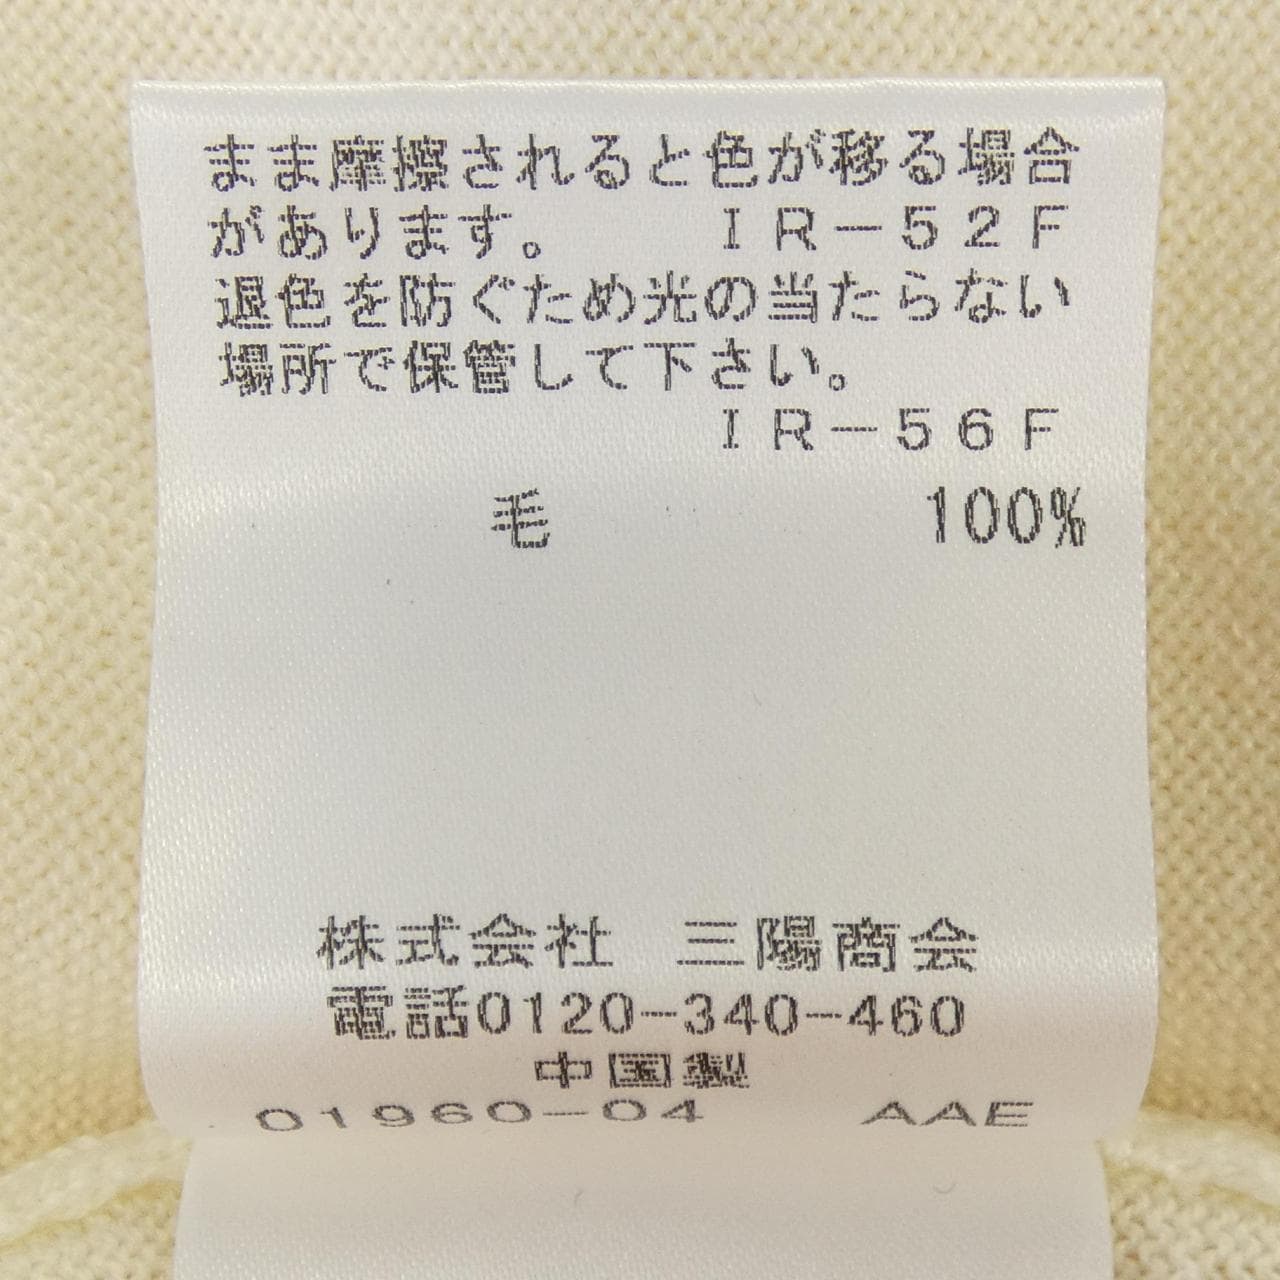 まま摩擦されると色が移る場合
があります。 IR-52F
退色を防ぐため光の当たらない
場所で保管して下さい。
IR-56F
毛 100%
株式会社 三陽商会
電話0120-340-460
中国製
01960-04 AAE